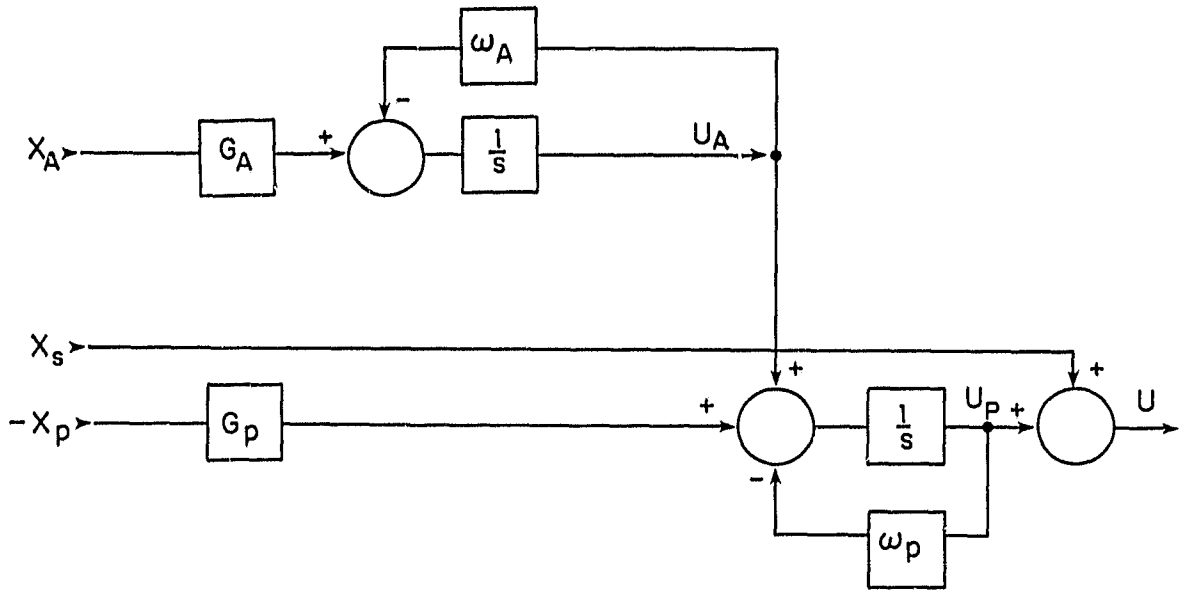 ω_A
-
X_A
G_A
+
1/s
U_A
X_s
+
+
-X_p
G_p
+
1/s
U_p
+
U
-
ω_p